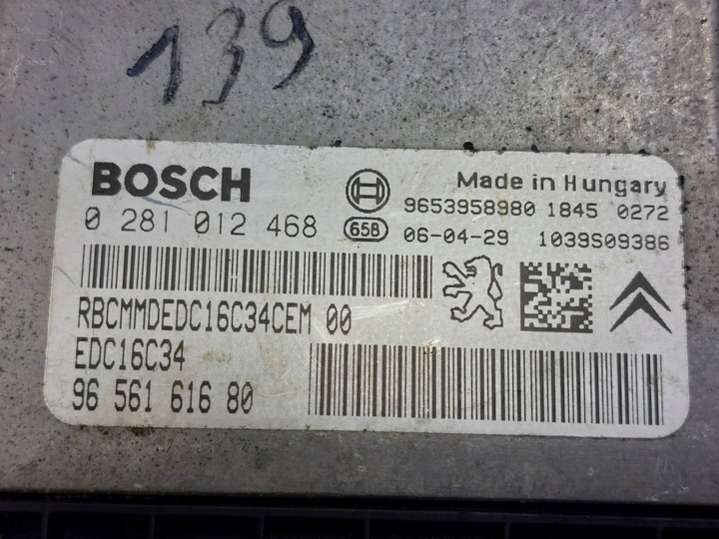 139
BOSCH
Made in Hungary
9653958980 1845 0272
0 281 012 468
658
06-04-29 1039S09386
RBCMMDEDC16C34CEM 00
EDC16C34
96 561 616 80